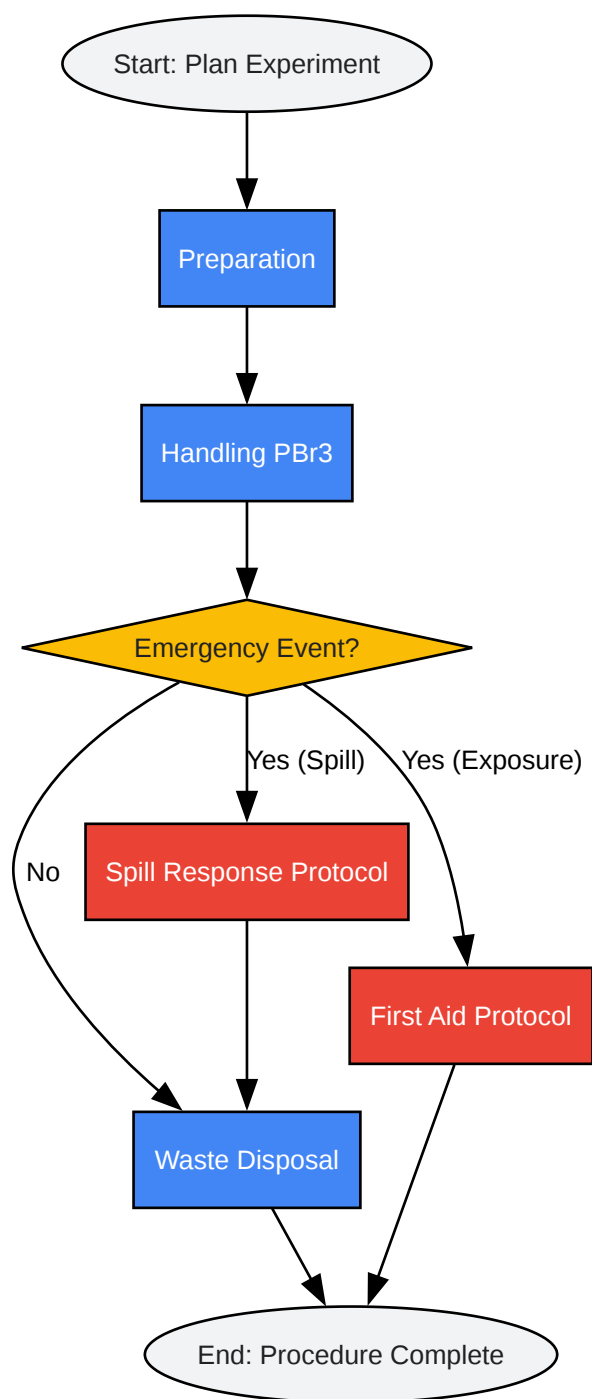 Start: Plan Experiment
Preparation
Handling PBr3
Emergency Event?
Yes (Spill)
Yes (Exposure)
No
Spill Response Protocol
First Aid Protocol
Waste Disposal
End: Procedure Complete